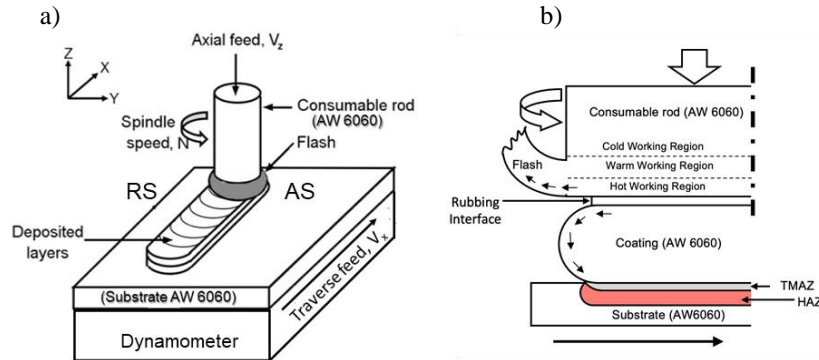 a)
Axial feed, Vz
Z
X
Y
Spindle
speed, N
Consumable rod
(AW 6060)
Flash
RS
AS
Deposited
layers
Traverse feed, Vx
(Substrate AW 6060)
Dynamometer
b)
Consumable rod (AW 6060)
Cold Working Region
Flash
Warm Working Region
Hot Working Region
Rubbing
Interface
Coating (AW 6060)
TMAZ
HAZ
Substrate (AW6060)